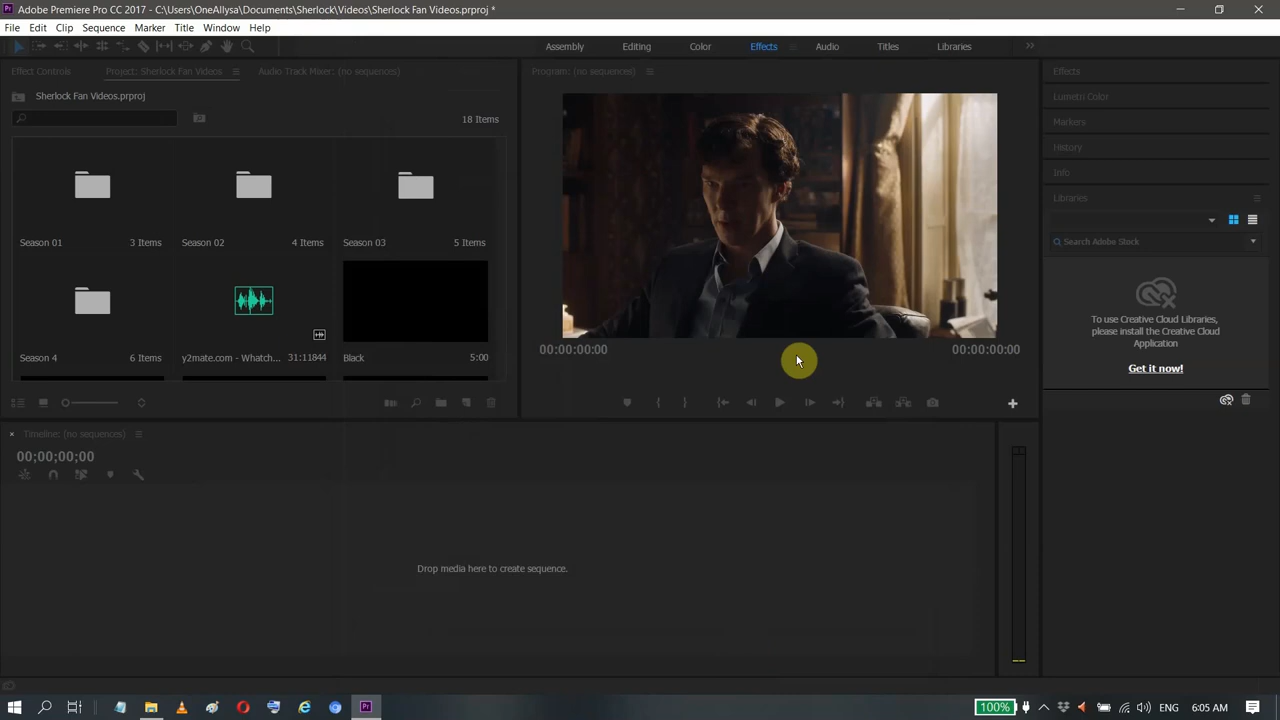 Adobe Premiere Pro CC 2017 - C:\Users\OneAllysa\Documents\Sherlock\Videos\Sherlock Fan Videos.prproj *
File Edit Clip Sequence Marker Title Window Help
Assembly Editing Color Effects Audio Titles Libraries
Effect Controls Project: Sherlock Fan Videos Audio Track Mixer: (no sequences) Program: (no sequences) Effects
Sherlock Fan Videos.prproj Lumetri Color
18 Items Markers
History
Info
Libraries
Search Adobe Stock
Season 01 3 Items Season 02 4 Items Season 03 5 Items
To use Creative Cloud Libraries,
please install the Creative Cloud
Application
Get it now!
Season 4 6 Items y2mate.com - Whatch... 31:11844 Black 5:00
00:00:00:00 00:00:00:00
Timeline: (no sequences)
00;00;00;00
Drop media here to create sequence.
100% ENG 6:05 AM